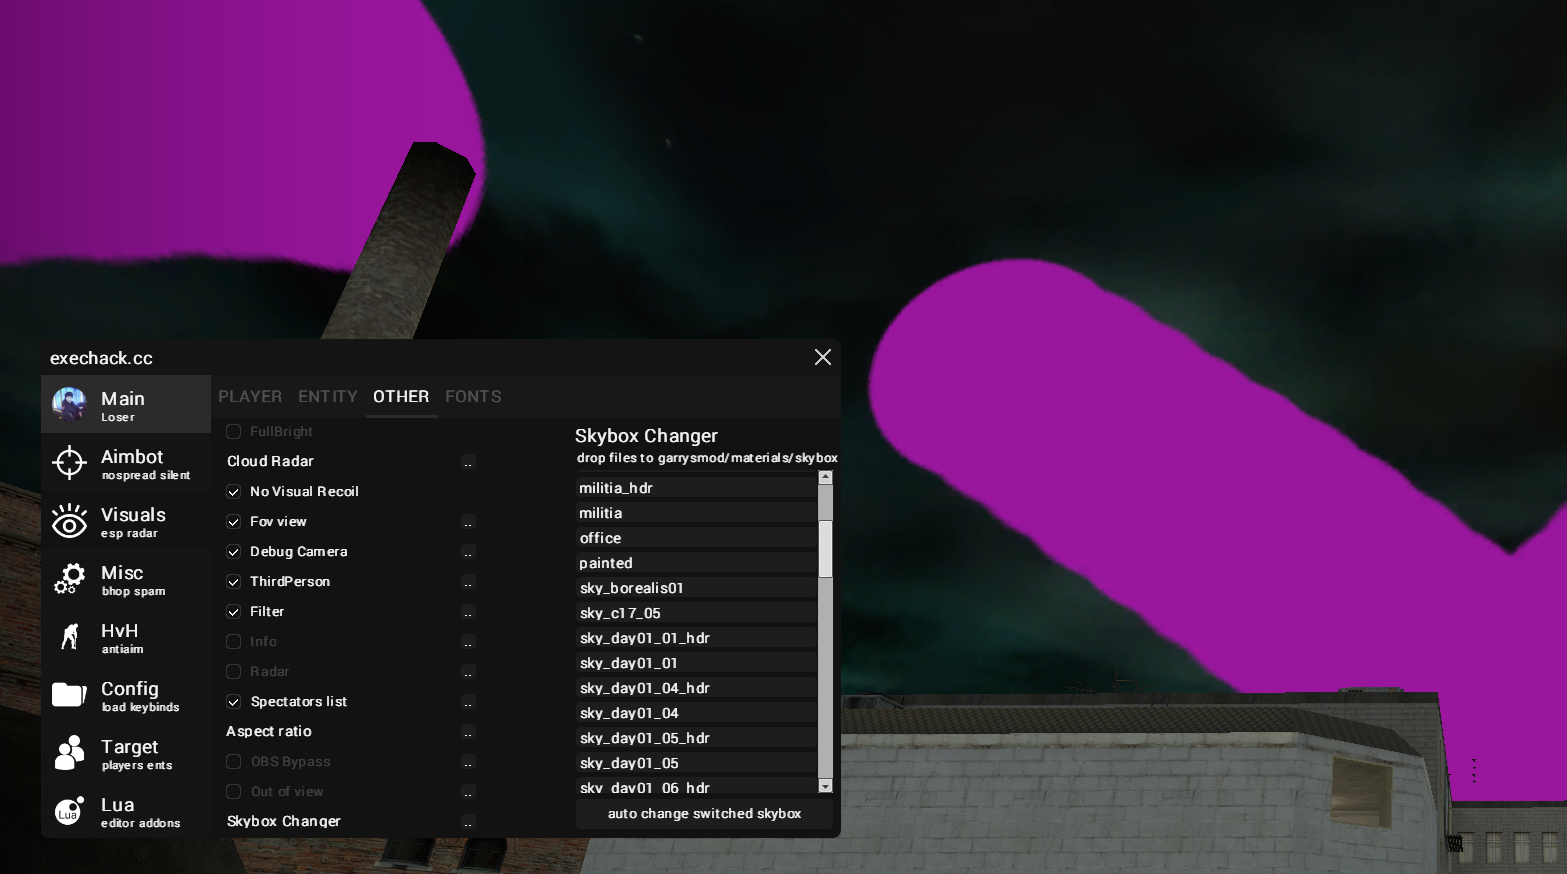 exechack.cc
Main
Loser
Aimbot
nospread silent
Visuals
esp radar
Misc
bhop spam
HvH
antiaim
Config
load keybinds
Target
players ents
Lua
Lua
editor addons
PLAYER ENTITY OTHER FONTS
FullBright
Cloud Radar ..
No Visual Recoil
Fov view ..
Debug Camera ..
ThirdPerson ..
Filter ..
Info ..
Radar ..
Spectators list ..
Aspect ratio ..
OBS Bypass ..
Out of view ..
Skybox Changer ..
Skybox Changer
drop files to garrysmod/materials/skybox
militia_hdr
militia
office
painted
sky_borealis01
sky_c17_05
sky_day01_01_hdr
sky_day01_01
sky_day01_04_hdr
sky_day01_04
sky_day01_05_hdr
sky_day01_05
sky_day01_06_hdr
auto change switched skybox